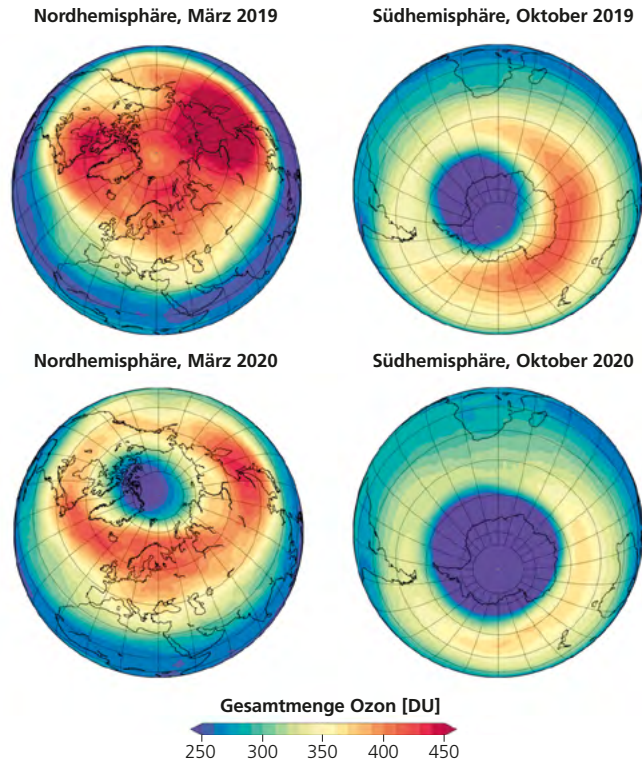 Nordhemisphäre, März 2019
Südhemisphäre, Oktober 2019
Nordhemisphäre, März 2020
Südhemisphäre, Oktober 2020
Gesamtmenge Ozon [DU]
250 300 350 400 450